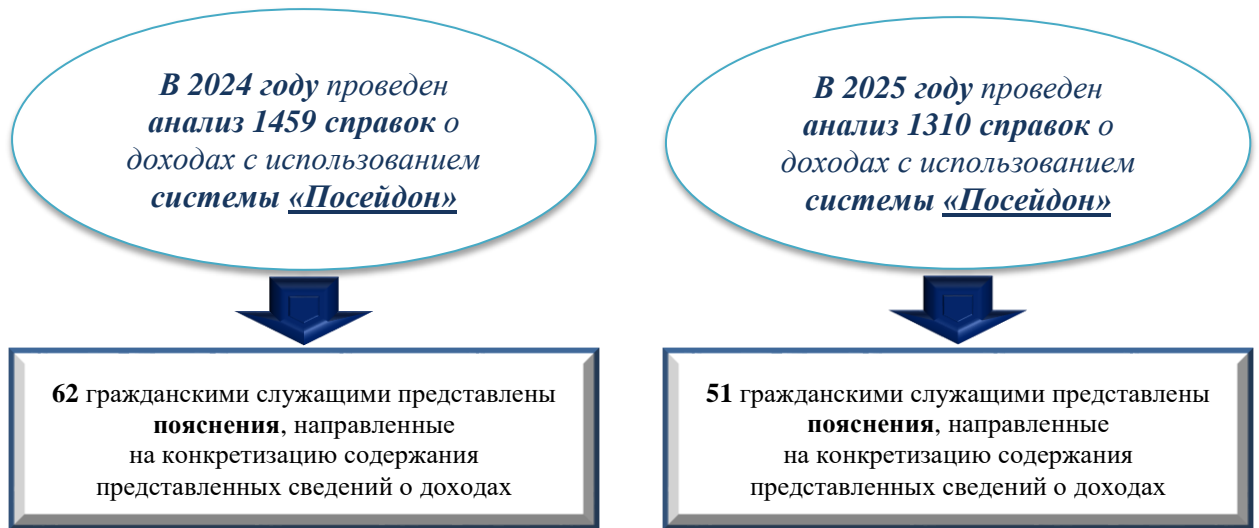 В 2024 году проведен
анализ 1459 справок о
доходах с использованием
системы «Посейдон»
62 гражданскими служащими представлены
пояснения, направленные
на конкретизацию содержания
представленных сведений о доходах
В 2025 году проведен
анализ 1310 справок о
доходах с использованием
системы «Посейдон»
51 гражданскими служащими представлены
пояснения, направленные
на конкретизацию содержания
представленных сведений о доходах